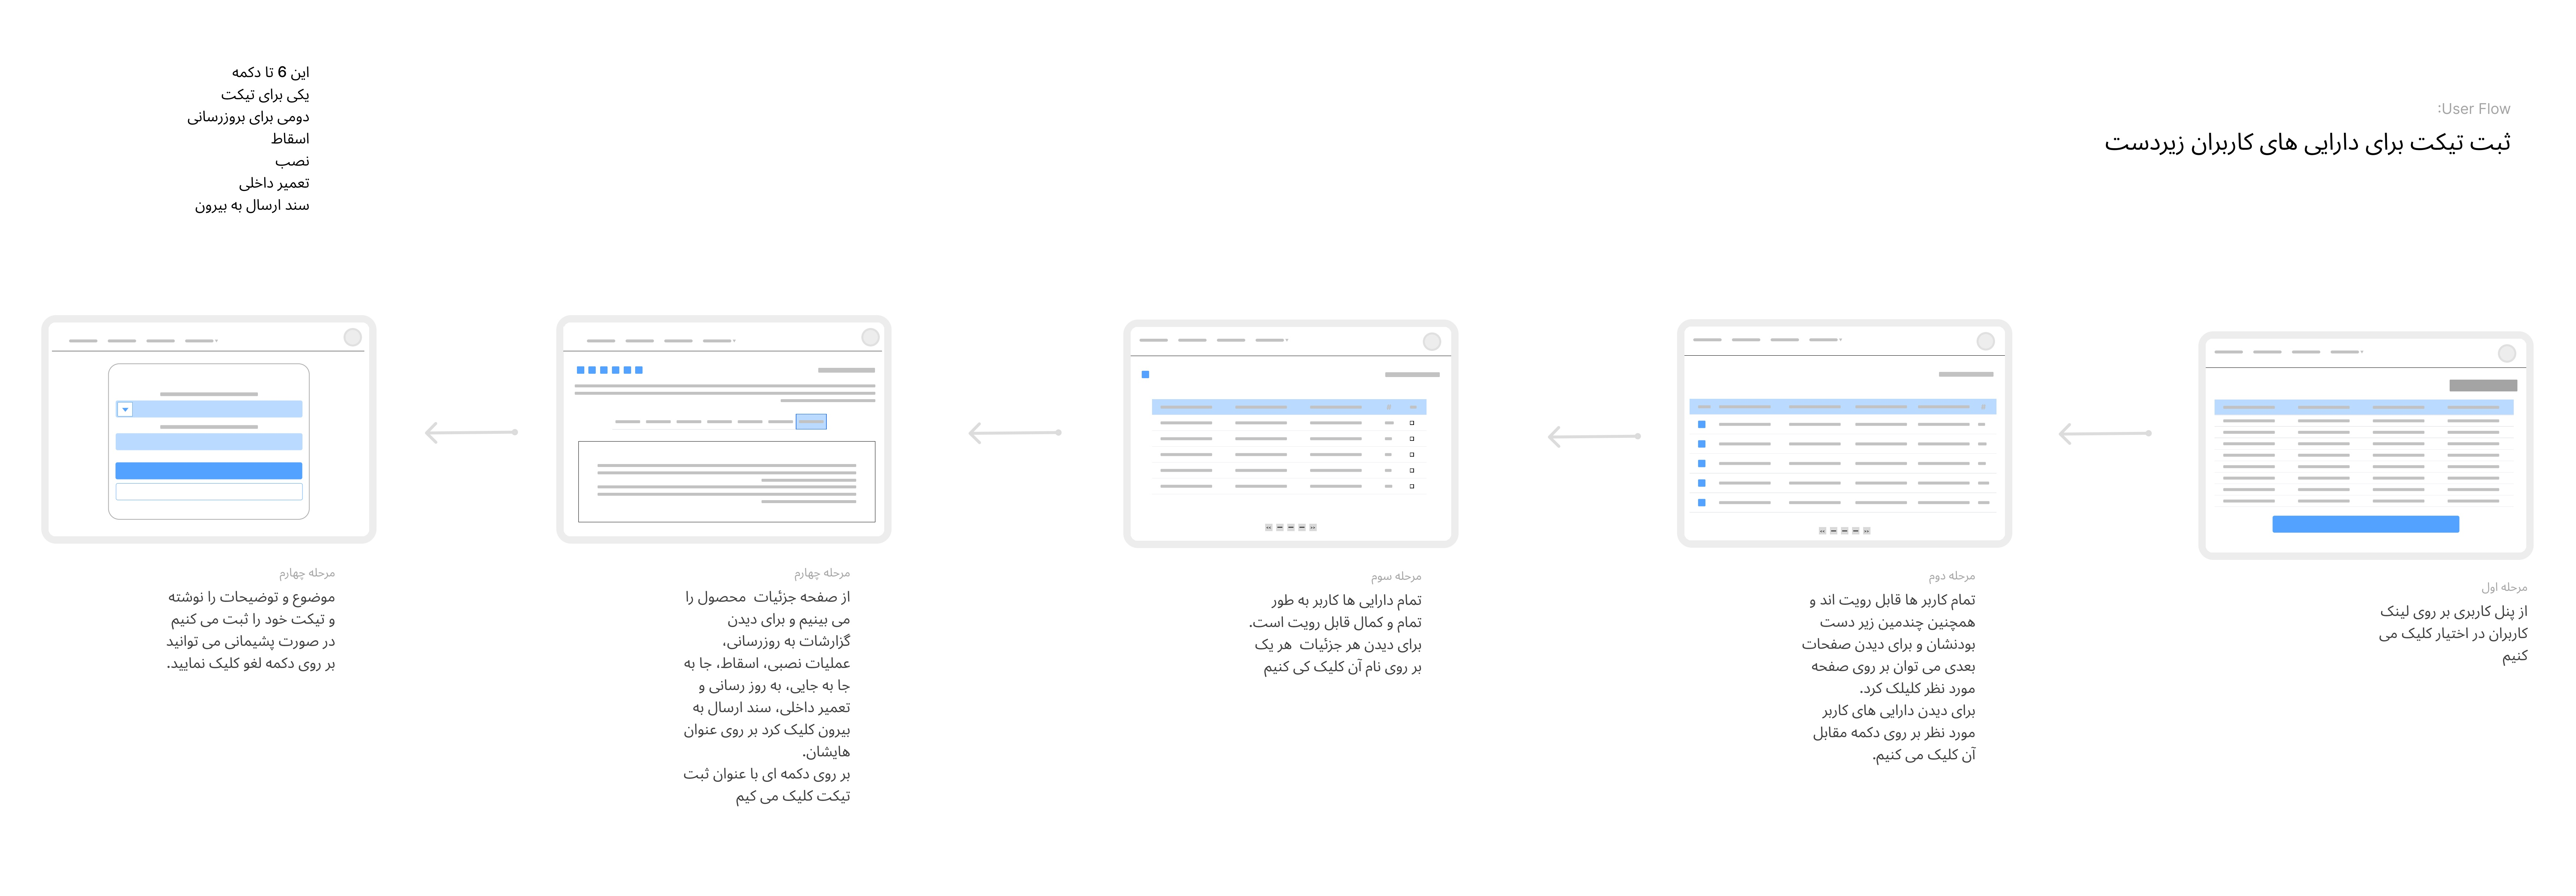 User Flow:
ثبت تیکت برای دارایی های کاربران زیردست
این 6 تا دکمه
یکی برای تیکت
دومی برای بروزرسانی
اسقاط
نصب
تعمیر داخلی
سند ارسال به بیرون
مرحله اول
از پنل کاربری بر روی لینک
کاربران در اختیار کلیک می
کنیم
مرحله دوم
تمام کاربر ها قابل رویت اند و
همچنین چندمین زیر دست
بودنشان و برای دیدن صفحات
بعدی می توان بر روی صفحه
مورد نظر کلیلک کرد.
برای دیدن دارایی های کاربر
مورد نظر بر روی دکمه مقابل
آن کلیک می کنیم.
مرحله سوم
تمام دارایی ها کاربر به طور
تمام و کمال قابل رویت است.
برای دیدن هر جزئیات هر یک
بر روی نام آن کلیک کی کنیم
مرحله چهارم
از صفحه جزئیات محصول را
می بینیم و برای دیدن
گزارشات به روزرسانی،
عملیات نصبی، اسقاط، جا به
جا به جایی، به روز رسانی و
تعمیر داخلی، سند ارسال به
بیرون کلیک کرد بر روی عنوان
هایشان.
بر روی دکمه ای با عنوان ثبت
تیکت کلیک می کیم
مرحله چهارم
موضوع و توضیحات را نوشته
و تیکت خود را ثبت می کنیم
در صورت پشیمانی می توانید
بر روی دکمه لغو کلیک نمایید.